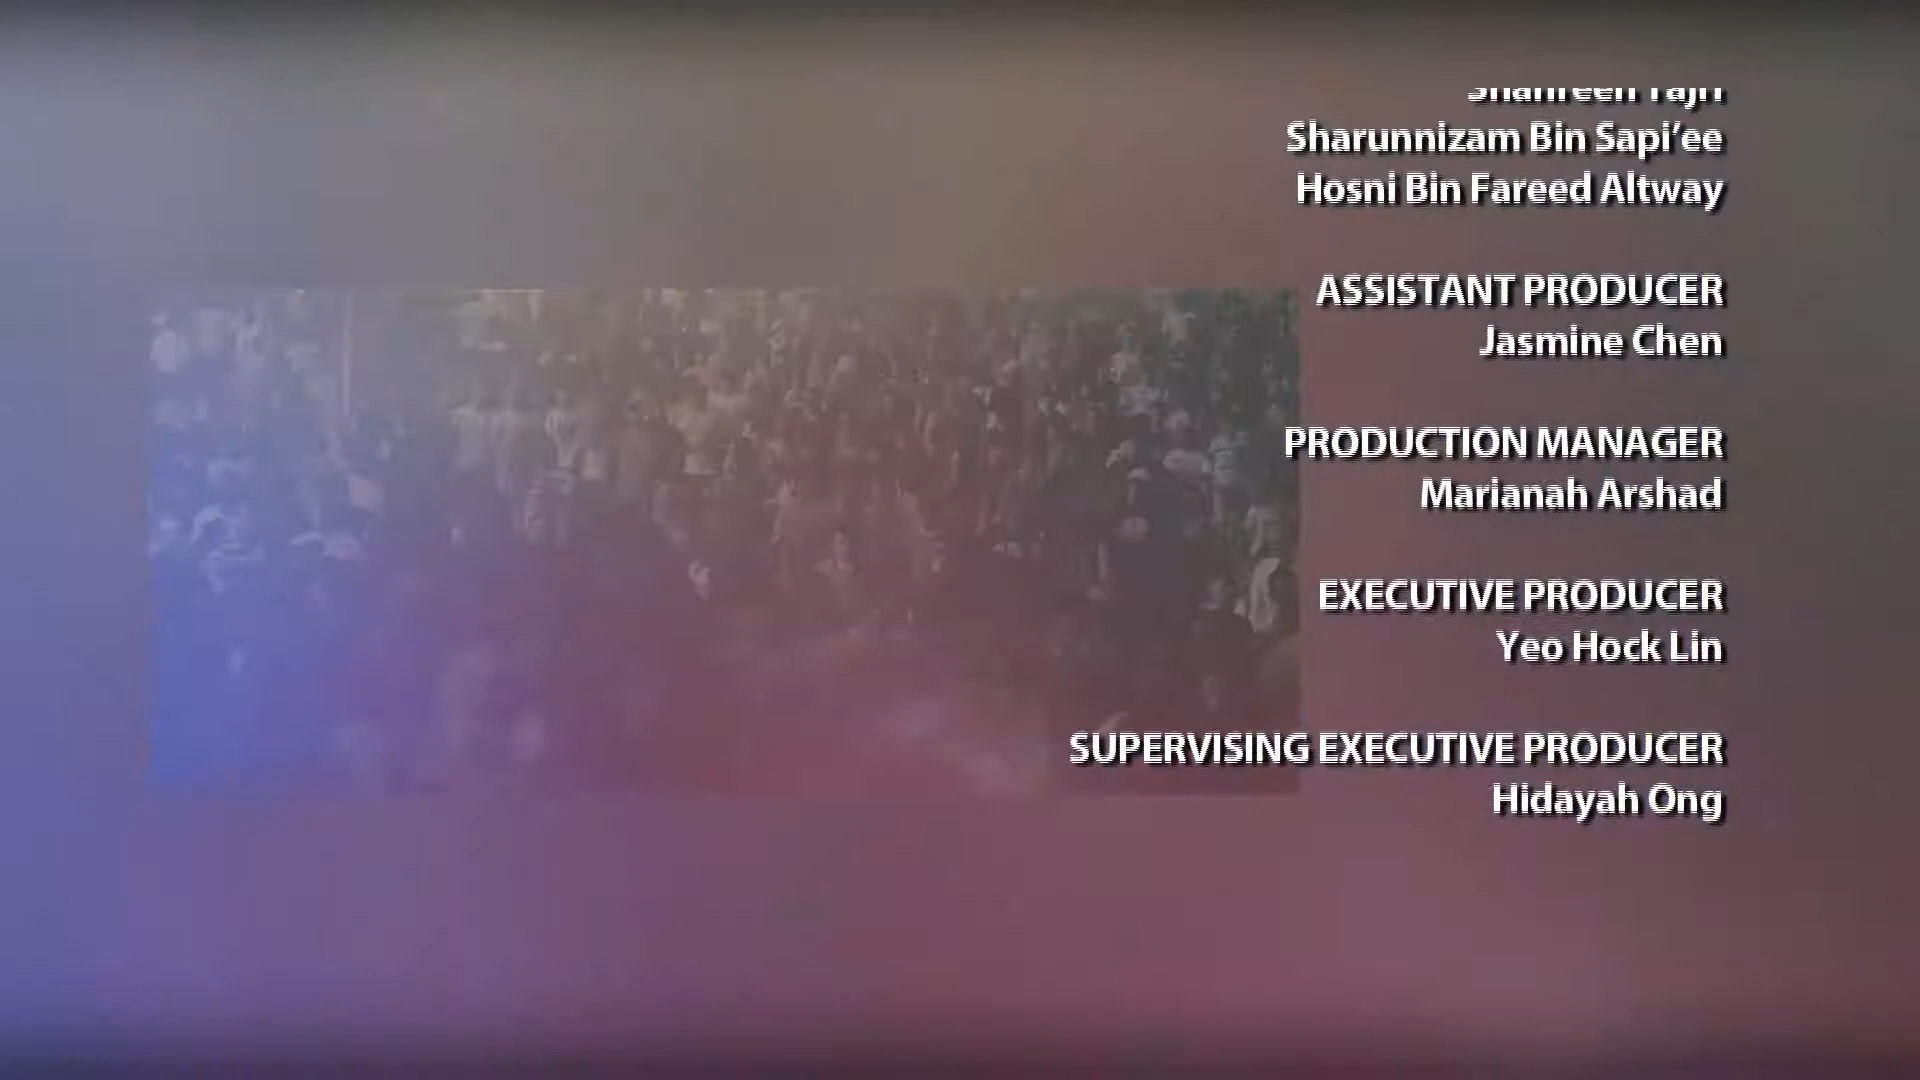 Sharunnizam Bin Sapi’ee
Hosni Bin Fareed Altway
ASSISTANT PRODUCER
Jasmine Chen
PRODUCTION MANAGER
Marianah Arshad
EXECUTIVE PRODUCER
Yeo Hock Lin
SUPERVISING EXECUTIVE PRODUCER
Hidayah Ong